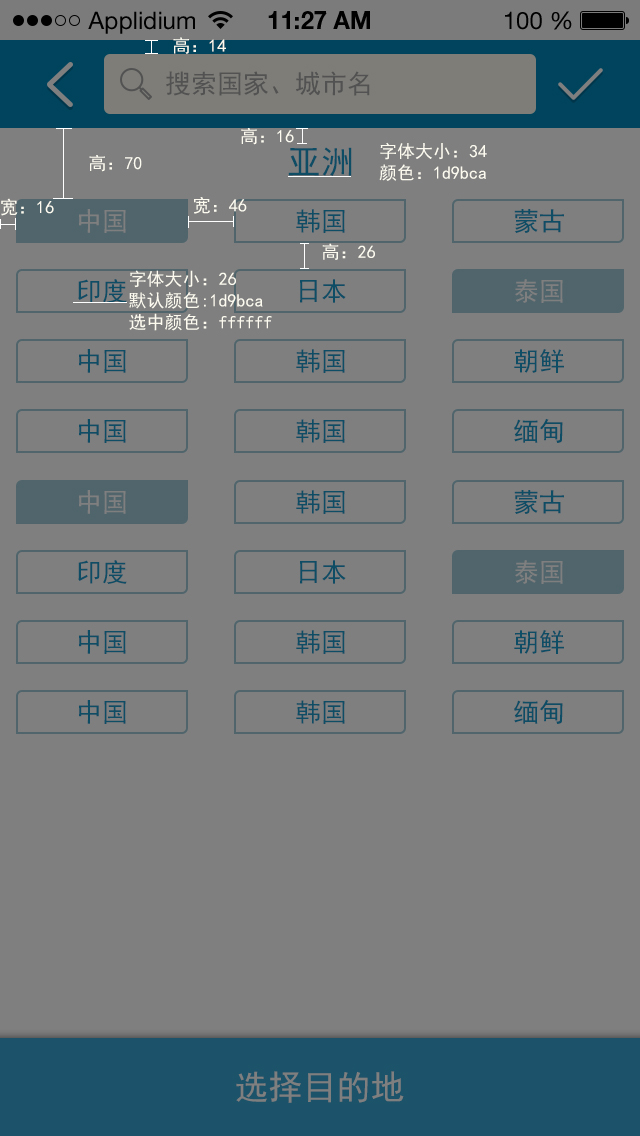 Applidium 11:27 AM 100 %
高：14
搜索国家、城市名
高：16
亚洲
字体大小：34
颜色：1d9bca
高：70
宽：16
宽：46
中国 韩国 蒙古
高：26
印度 日本 泰国
字体大小：26
默认颜色:1d9bca
选中颜色：ffffff
中国 韩国 朝鲜
中国 韩国 缅甸
中国 韩国 蒙古
印度 日本 泰国
中国 韩国 朝鲜
中国 韩国 缅甸
选择目的地